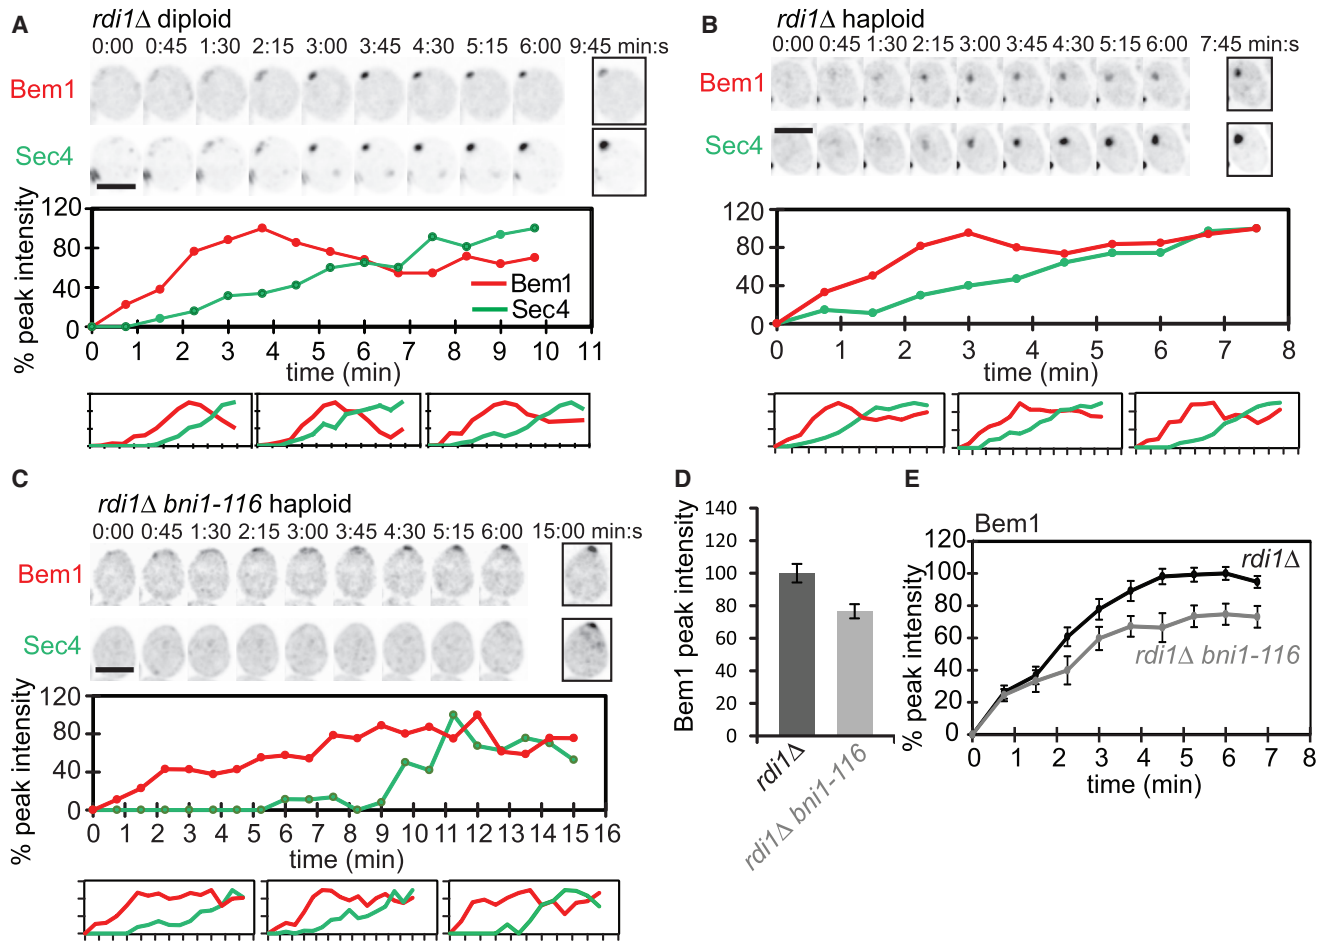 A
rdi1Δ diploid
0:00 0:45 1:30 2:15 3:00 3:45 4:30 5:15 6:00 9:45 min:s
Bem1
Sec4
% peak intensity
120
80
40
0
Bem1
Sec4
0 1 2 3 4 5 6 7 8 9 10 11
time (min)
B
rdi1Δ haploid
0:00 0:45 1:30 2:15 3:00 3:45 4:30 5:15 6:00 7:45 min:s
Bem1
Sec4
120
80
40
0
0 1 2 3 4 5 6 7 8
time (min)
C
rdi1Δ bni1-116 haploid
0:00 0:45 1:30 2:15 3:00 3:45 4:30 5:15 6:00 15:00 min:s
Bem1
Sec4
% peak intensity
120
80
40
0
0 1 2 3 4 5 6 7 8 9 10 11 12 13 14 15 16
time (min)
D
Bem1 peak intensity
140
120
100
80
60
40
20
0
rdi1Δ
rdi1Δ bni1-116
E
Bem1
% peak intensity
120
100
80
60
40
20
0
rdi1Δ
rdi1Δ bni1-116
0 1 2 3 4 5 6 7 8
time (min)